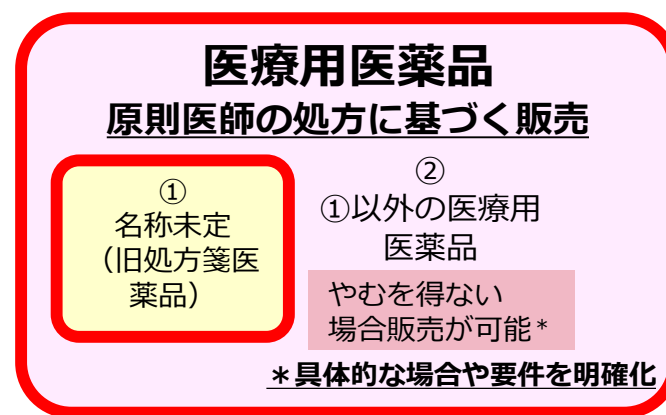 医療用医薬品
原則医師の処方に基づく販売
①
名称未定
（旧処方箋医
薬品）
②
①以外の医療用
医薬品
やむを得ない
場合販売が可能*
＊具体的な場合や要件を明確化